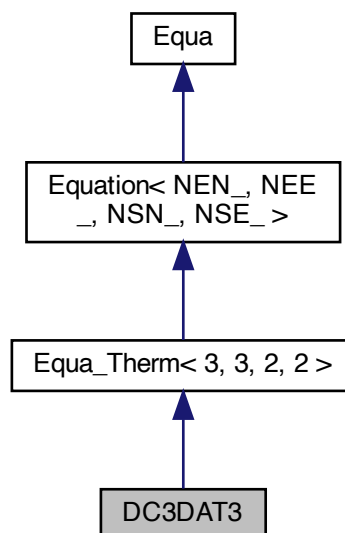 Equa
Equation< NEN_, NEE
_, NSN_, NSE_ >
Equa_Therm< 3, 3, 2, 2 >
DC3DAT3